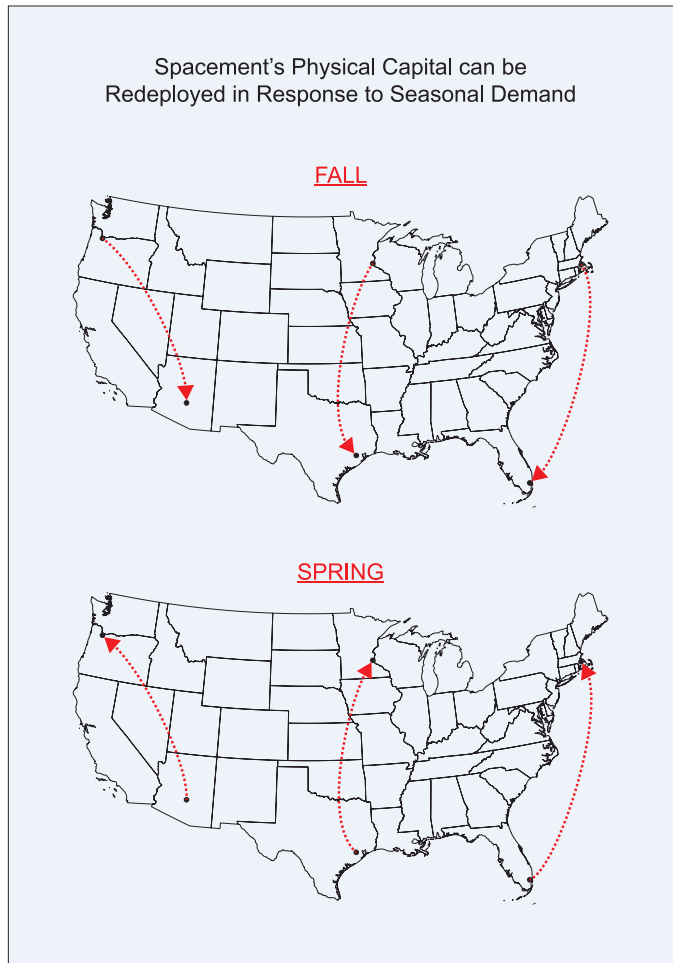 Spacement's Physical Capital can be
Redeployed in Response to Seasonal Demand
FALL
SPRING